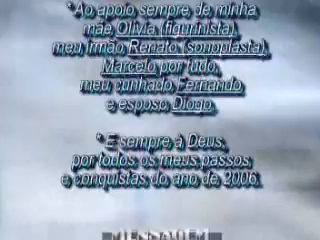 " Ao apoio sempre de minha
mãe Olivia (figurinista),
meu irmão Renato (sonoplasta),
Marcelo por tudo,
meu cunhado Fernando
e esposo Diogo.
" E sempre à Deus,
por todos os meus passos
e conquistas do ano de 2006.
MENSAGEM